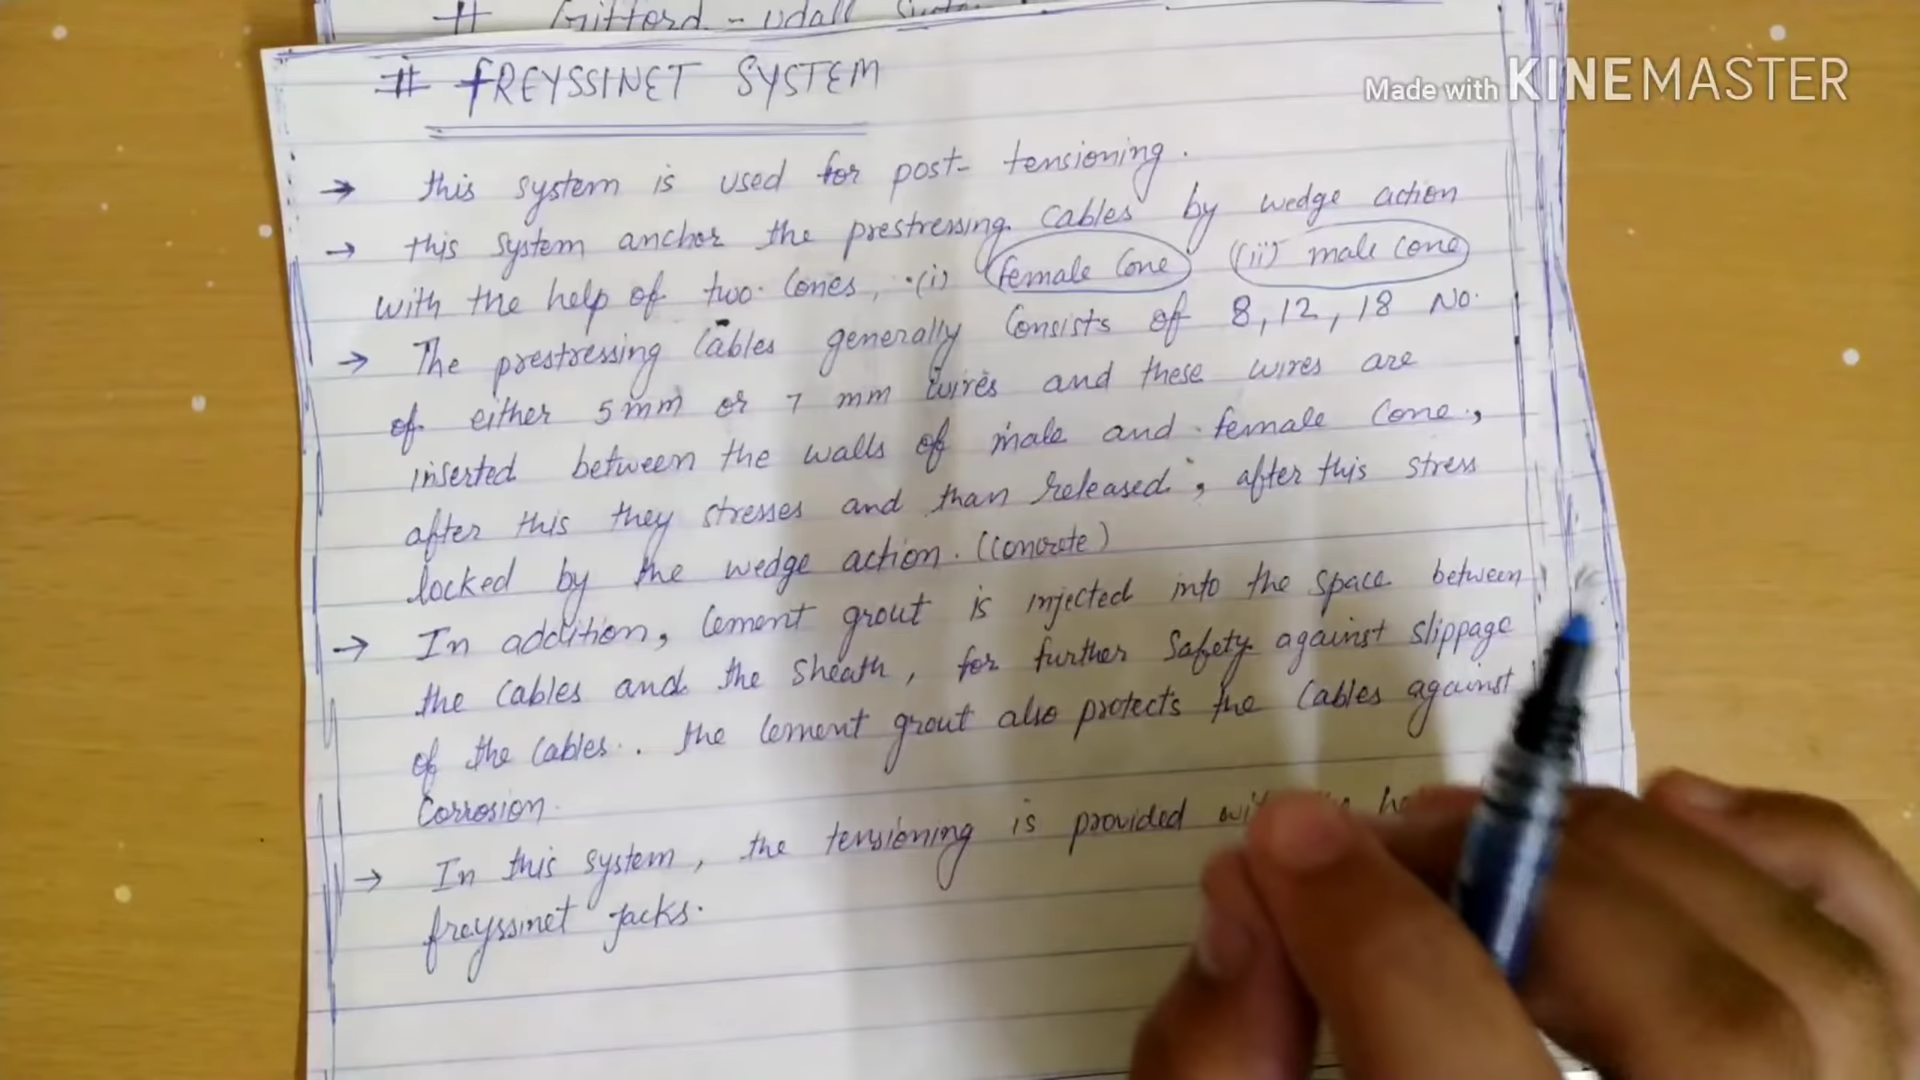 # Gifford - Udall System
# FREYSSINET SYSTEM
Made with KINEMASTER
→ this system is used for post- tensioning.
→ this system anchor the prestressing cables by wedge action
with the help of two Cones, (i) female Cone (ii) male Cone
→ The prestressing Cables generally Consists of 8, 12, 18 No.
of either 5mm or 7 mm wires and these wires are
inserted between the walls of male and female Cone,
after this they stresses and than released; after this stress
locked by the wedge action. (Concrete)
→ In addition, Cement grout is injected into the space between
the cables and the sheath, for further Safety against slippage
of the cables. the Cement grout also protects the Cables against
Corrosion.
→ In this system, the tensioning is provided
freyssinet Jacks.